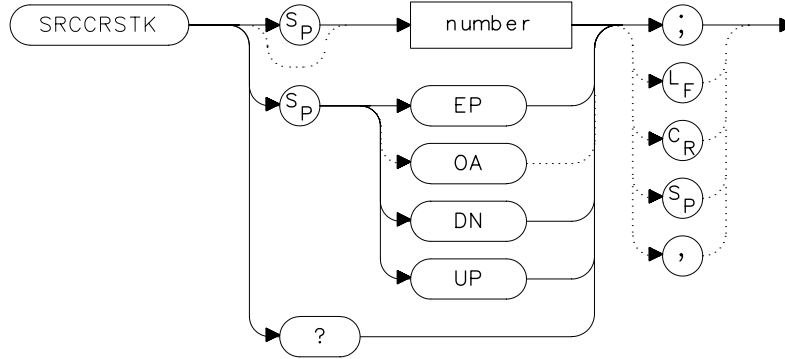 SRCCRSTK SP number ;
LF
SP EP
CR
OA
SP
DN
,
UP
?